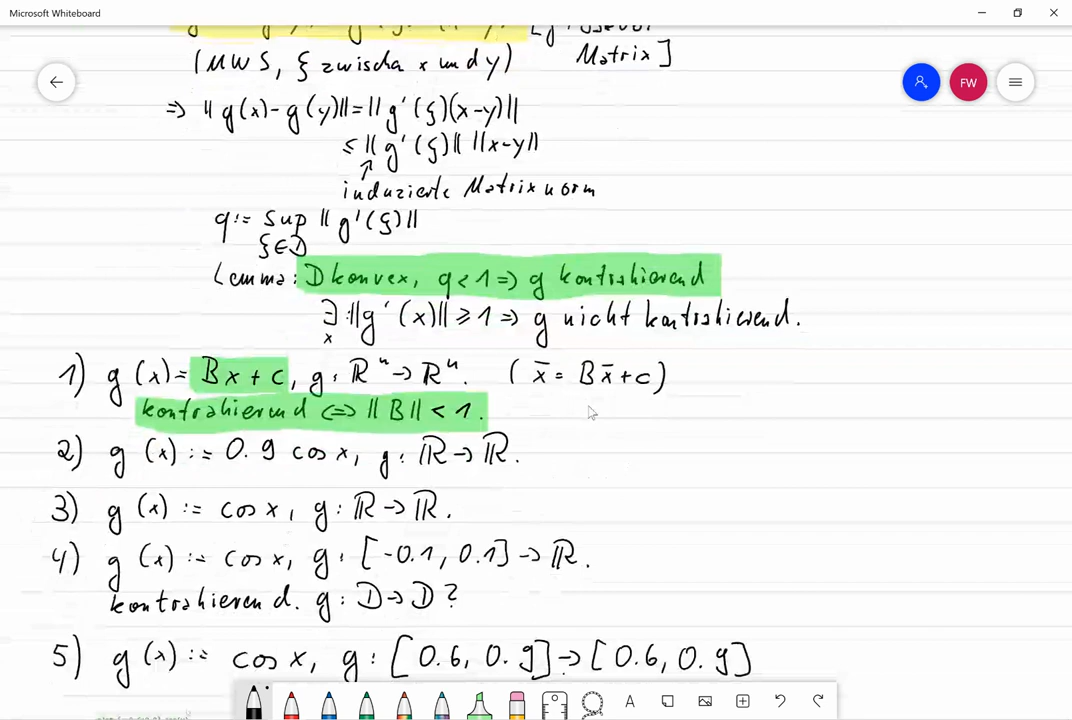 Microsoft Whiteboard
Matrix]
(MWS, ξ zwischen x und y)
FW
=> ||g(x)-g(y)||=||g'(ξ)(x-y)||
≤||g'(ξ)|| ||x-y||
↑
induzierte Matrixnorm
q:= sup ||g'(ξ)||
ξ∈D
Lemma: D konvex, q<1 => g kontrahierend
∃ :||g'(x)||≥1=> g nicht kontrahierend.
x
1) g(x)= Bx+c, g: ℝⁿ→ℝⁿ. (x̄ = Bx̄+c)
kontrahierend <=> ||B||<1.
2) g(x):= 0.9 cos x, g: ℝ→ℝ.
3) g(x):= cos x, g: ℝ→ℝ.
4) g(x):= cos x, g: [-0.1, 0.1]→ℝ.
kontrahierend. g: D→D?
5) g(x):= cos x, g: [0.6, 0.9]→[0.6, 0.9]
A